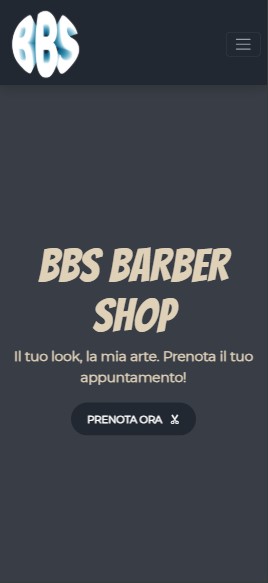 BBS
BBS BARBER
SHOP
Il tuo look, la mia arte. Prenota il tuo
appuntamento!
PRENOTA ORA